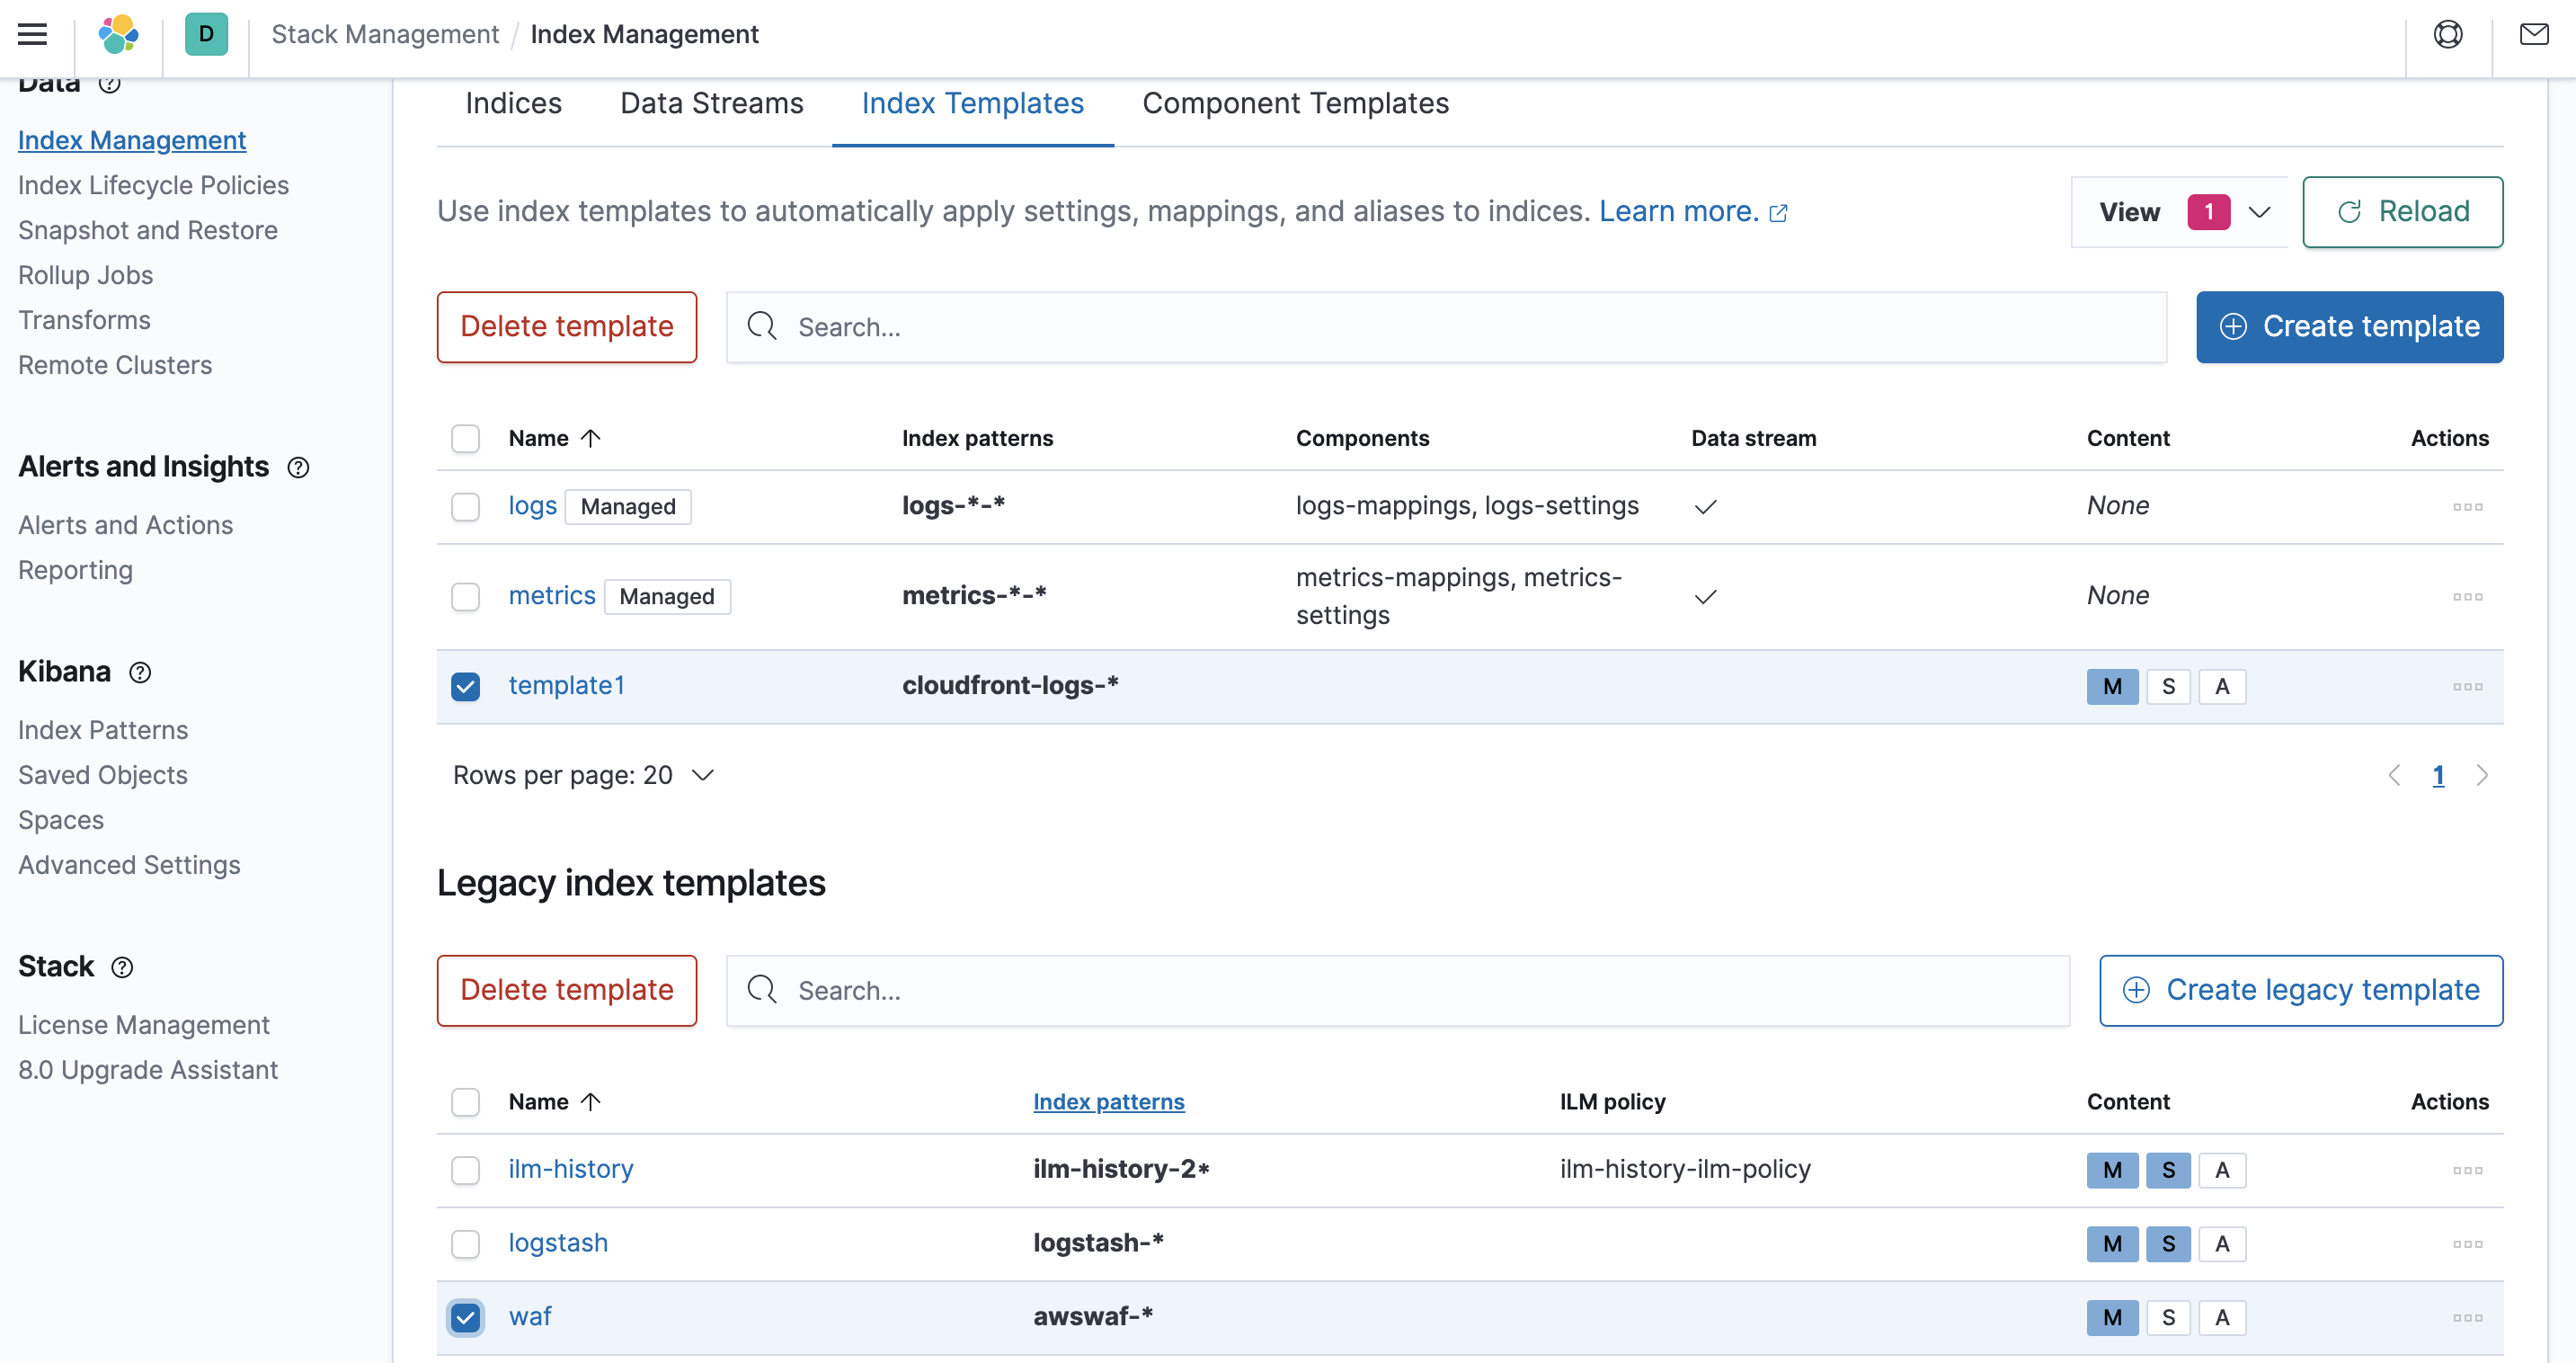 D
Stack Management / Index Management
Data
Index Management
Index Lifecycle Policies
Snapshot and Restore
Rollup Jobs
Transforms
Remote Clusters
Alerts and Insights
Alerts and Actions
Reporting
Kibana
Index Patterns
Saved Objects
Spaces
Advanced Settings
Stack
License Management
8.0 Upgrade Assistant
Indices Data Streams Index Templates Component Templates
Use index templates to automatically apply settings, mappings, and aliases to indices. Learn more.
View 1 Reload
Delete template Search... Create template
Name Index patterns Components Data stream Content Actions
logs Managed logs-*-* logs-mappings, logs-settings None
metrics Managed metrics-*-* metrics-mappings, metrics-
settings None
template1 cloudfront-logs-* M S A
Rows per page: 20 1
Legacy index templates
Delete template Search... Create legacy template
Name Index patterns ILM policy Content Actions
ilm-history ilm-history-2* ilm-history-ilm-policy M S A
logstash logstash-* M S A
waf awswaf-* M S A